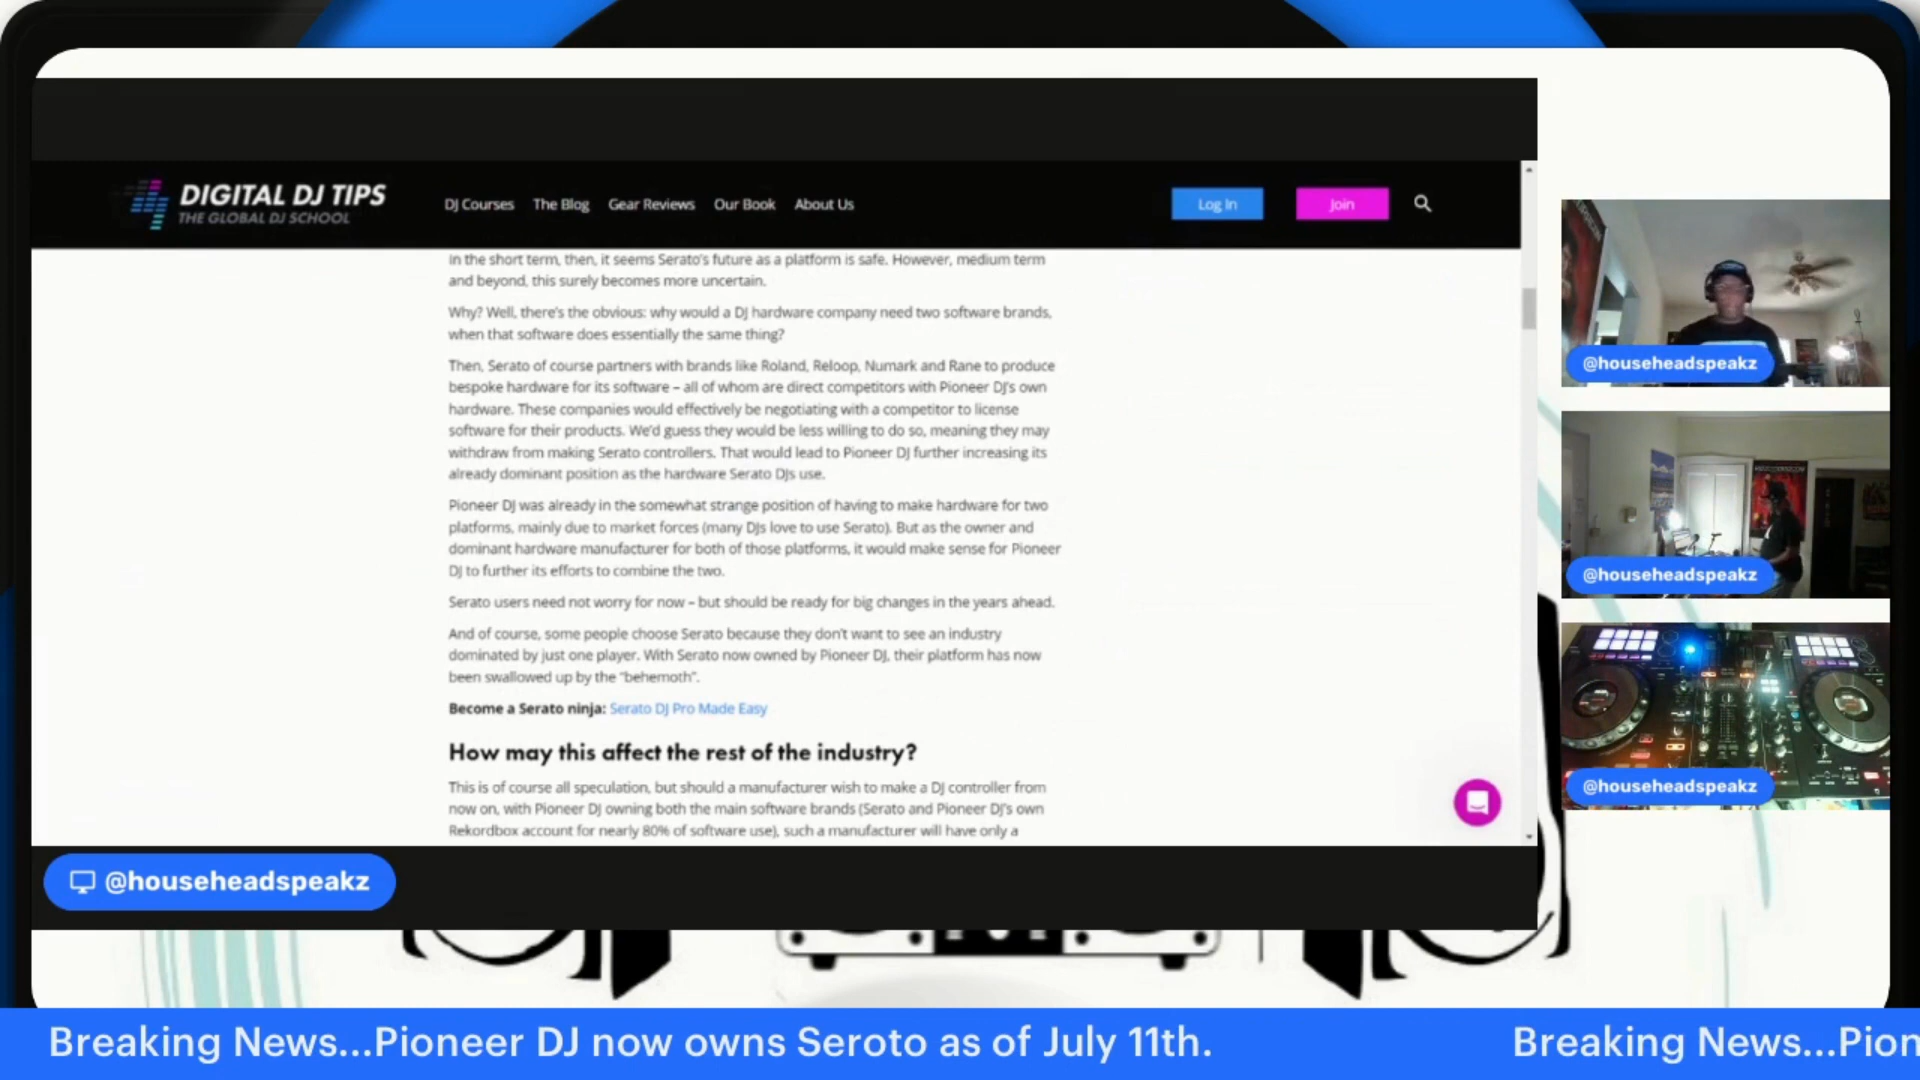 DIGITAL DJ TIPS
THE GLOBAL DJ SCHOOL
DJ Courses The Blog Gear Reviews Our Book About Us
Log In Join
In the short term, then, it seems Serato's future as a platform is safe. However, medium term
and beyond, this surely becomes more uncertain.
Why? Well, there's the obvious: why would a DJ hardware company need two software brands,
when that software does essentially the same thing?
Then, Serato of course partners with brands like Roland, Reloop, Numark and Rane to produce
bespoke hardware for its software – all of whom are direct competitors with Pioneer DJ's own
hardware. These companies would effectively be negotiating with a competitor to license
software for their products. We'd guess they would be less willing to do so, meaning they may
withdraw from making Serato controllers. That would lead to Pioneer DJ further increasing its
already dominant position as the hardware Serato DJs use.
Pioneer DJ was already in the somewhat strange position of having to make hardware for two
platforms, mainly due to market forces (many DJs love to use Serato). But as the owner and
dominant hardware manufacturer for both of those platforms, it would make sense for Pioneer
DJ to further its efforts to combine the two.
Serato users need not worry for now – but should be ready for big changes in the years ahead.
And of course, some people choose Serato because they don't want to see an industry
dominated by just one player. With Serato now owned by Pioneer DJ, their platform has now
been swallowed up by the "behemoth".
Become a Serato ninja: Serato DJ Pro Made Easy
How may this affect the rest of the industry?
This is of course all speculation, but should a manufacturer wish to make a DJ controller from
now on, with Pioneer DJ owning both the main software brands (Serato and Pioneer DJ's own
Rekordbox account for nearly 80% of software use), such a manufacturer will have only a
@househeadspeakz
@househeadspeakz
@househeadspeakz
@househeadspeakz
Breaking News...Pioneer DJ now owns Seroto as of July 11th. Breaking News...Pion